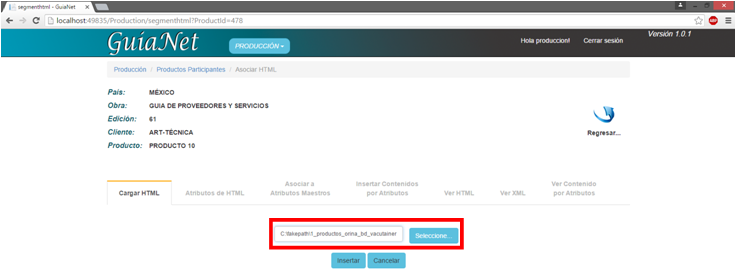 segmenthtml - GuiaNet
localhost:49835/Production/segmenthtml?ProductId=478
GuíaNet
PRODUCCIÓN
Hola produccion!
Cerrar sesión
Versión 1.0.1
Producción / Productos Participantes / Asociar HTML
País: MÉXICO
Obra: GUIA DE PROVEEDORES Y SERVICIOS
Edición: 61
Cliente: ART-TÉCNICA
Producto: PRODUCTO 10
Regresar...
Cargar HTML
Atributos de HTML
Asociar a
Atributos Maestros
Insertar Contenidos
por Atributos
Ver HTML
Ver XML
Ver Contenido
por Atributos
C:\fakepath\1_productos_orina_bd_vacutainer
Seleccione...
Insertar
Cancelar